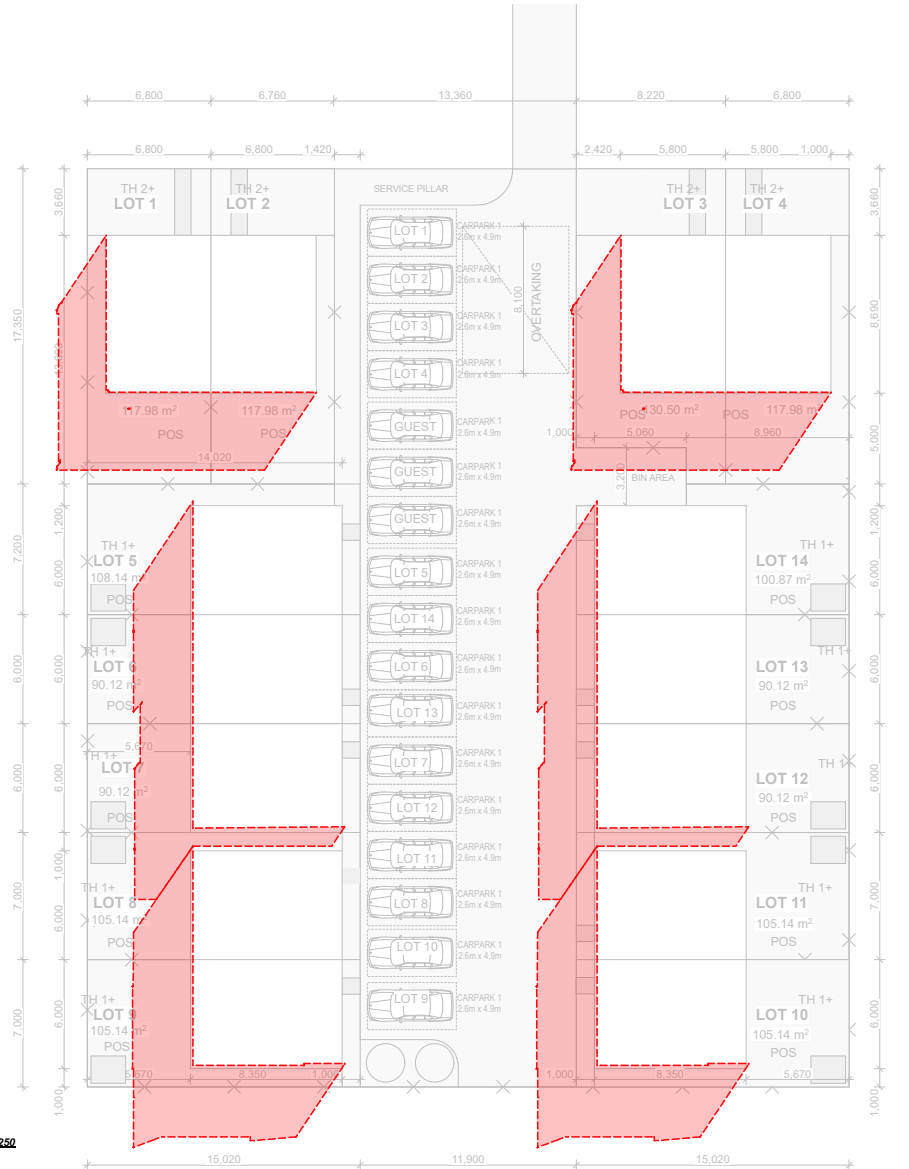 6,800
6,760
13,360
8,220
6,800
6,800
6,800
1,420
2,420
5,800
5,800
1,000
TH 2+
LOT 1
TH 2+
LOT 2
SERVICE PILLAR
TH 2+
LOT 3
TH 2+
LOT 4
3,660
3,660
17,350
8,690
5,000
LOT 1
CARPARK 1
2.6m x 4.9m
LOT 2
CARPARK 1
2.6m x 4.9m
LOT 3
CARPARK 1
2.6m x 4.9m
LOT 4
CARPARK 1
2.6m x 4.9m
8,100
OVERTAKING
117.98 m²
POS
117.98 m²
POS
14,020
GUEST
CARPARK 1
2.6m x 4.9m
GUEST
CARPARK 1
2.6m x 4.9m
GUEST
CARPARK 1
2.6m x 4.9m
POS
130.50 m²
POS
117.98 m²
1,000
5,060
8,960
3,200
BIN AREA
7,200
1,200
6,000
1,200
6,000
TH 1+
LOT 5
108.14 m²
POS
LOT 5
CARPARK 1
2.6m x 4.9m
TH 1+
LOT 14
100.87 m²
POS
LOT 14
CARPARK 1
2.6m x 4.9m
6,000
6,000
6,000
TH 1+
LOT 6
90.12 m²
POS
LOT 6
CARPARK 1
2.6m x 4.9m
TH 1+
LOT 13
90.12 m²
POS
LOT 13
CARPARK 1
2.6m x 4.9m
5,670
6,000
6,000
6,000
TH 1+
LOT 7
90.12 m²
POS
LOT 7
CARPARK 1
2.6m x 4.9m
LOT 12
90.12 m²
POS
LOT 12
CARPARK 1
2.6m x 4.9m
LOT 11
CARPARK 1
2.6m x 4.9m
7,000
1,000
6,000
7,000
TH 1+
LOT 8
105.14 m²
POS
LOT 8
CARPARK 1
2.6m x 4.9m
TH 1+
LOT 11
105.14 m²
POS
LOT 10
CARPARK 1
2.6m x 4.9m
7,000
6,000
6,000
TH 1+
LOT 9
105.14 m²
POS
LOT 9
CARPARK 1
2.6m x 4.9m
TH 1+
LOT 10
105.14 m²
POS
5,670
8,350
1,000
1,000
8,350
5,670
1,000
1,000
250
15,020
11,900
15,020